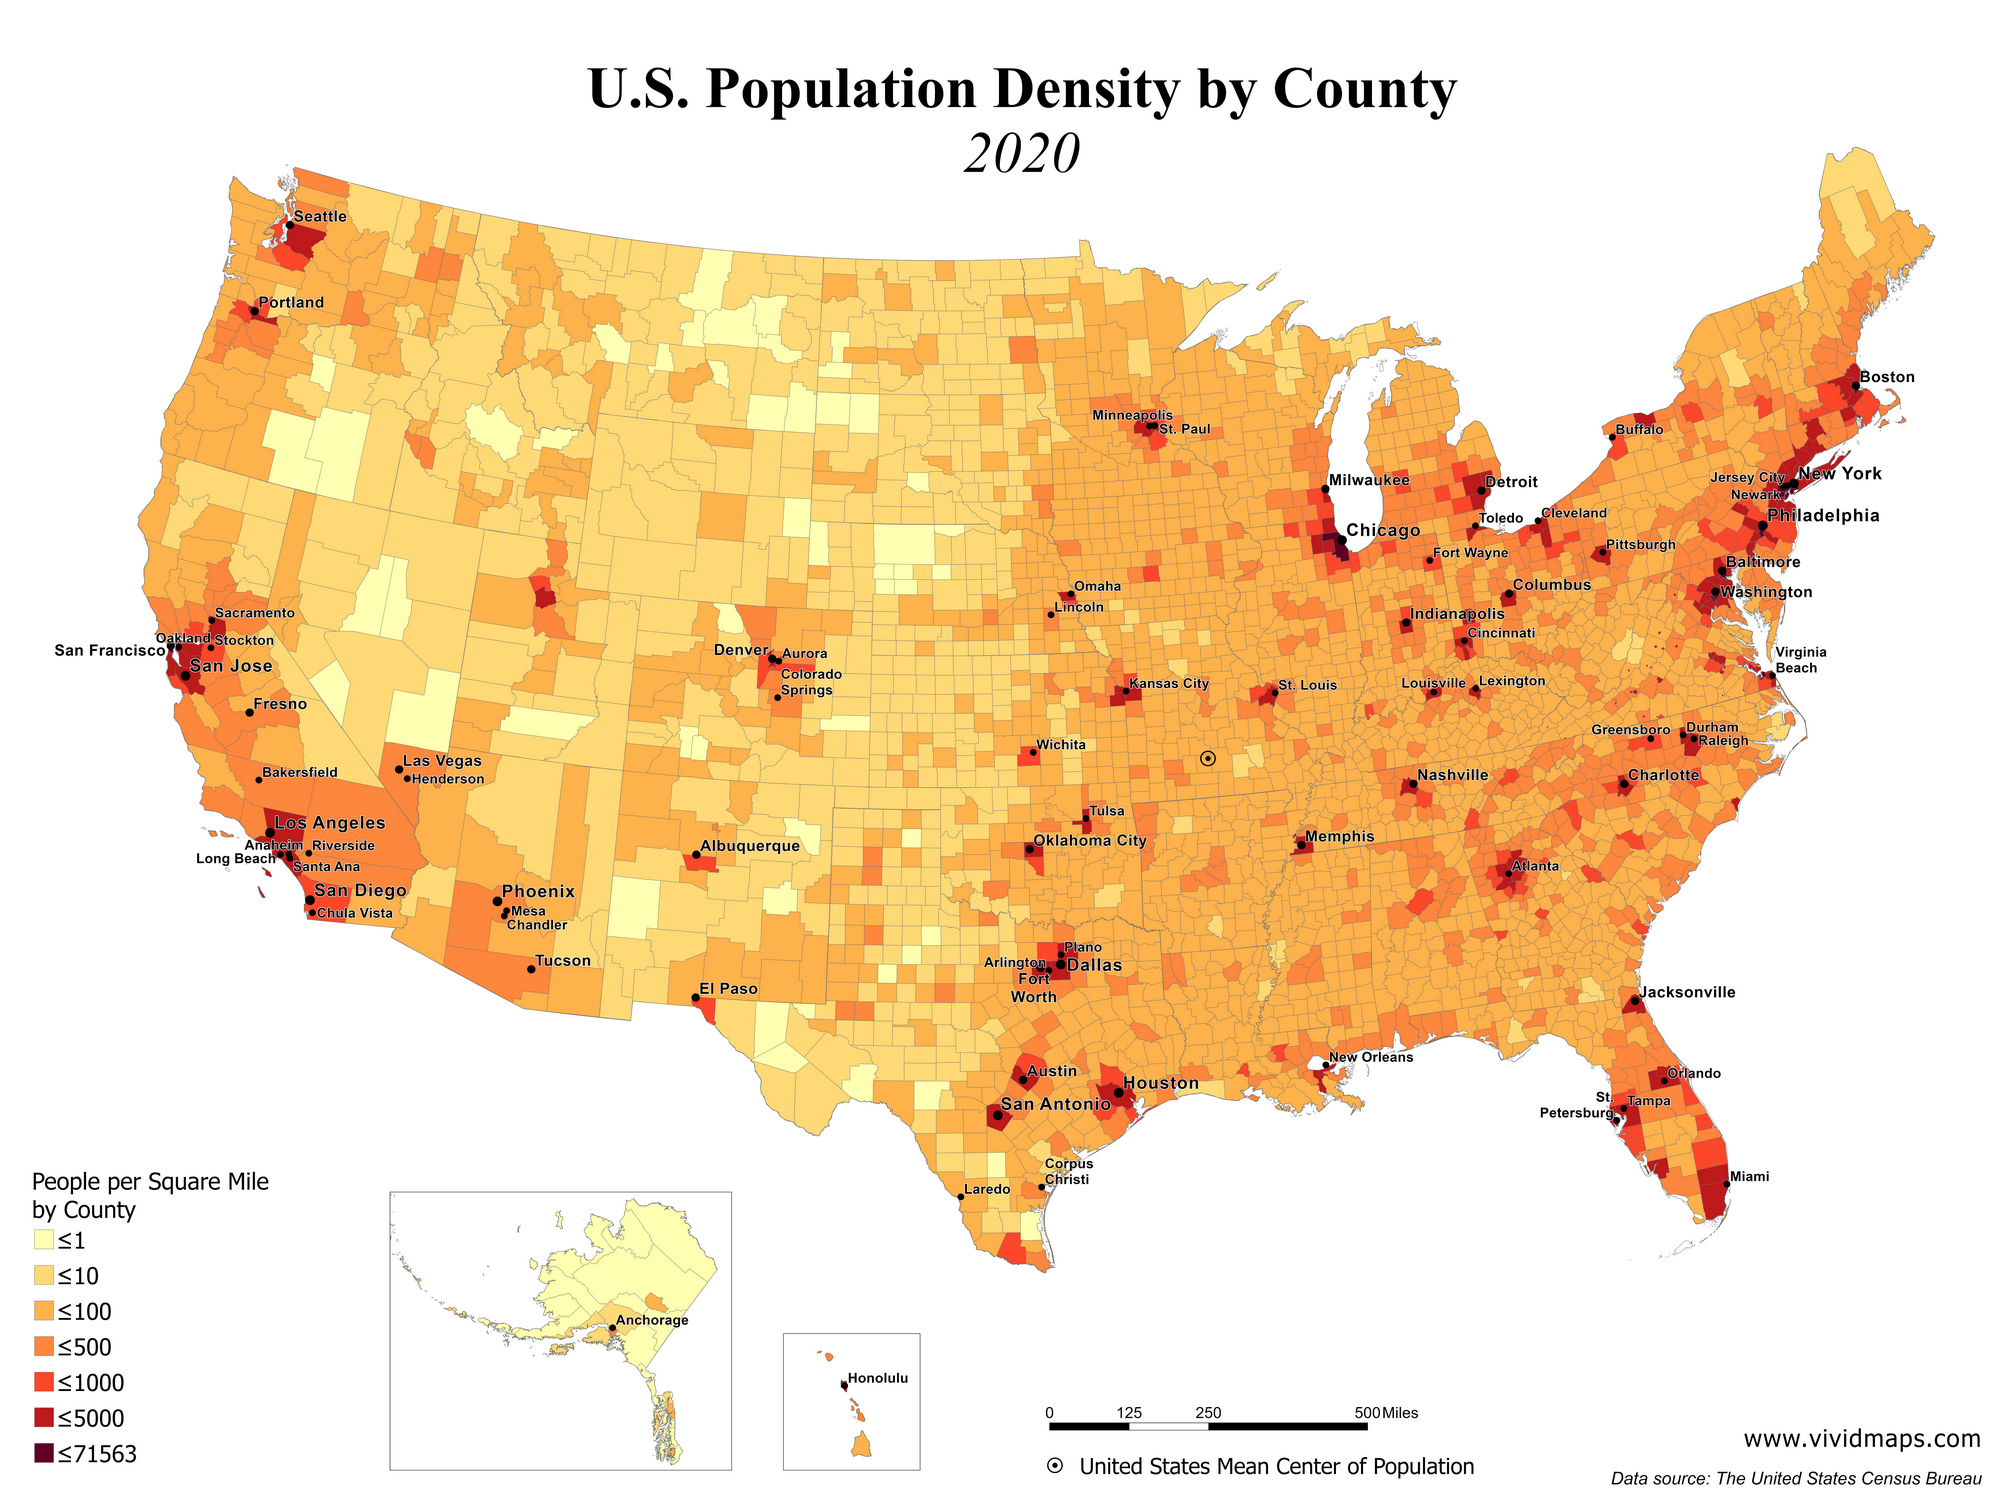 U.S. Population Density by County
2020
Seattle
Portland
Minneapolis
St. Paul
Milwaukee
Detroit
Buffalo
Boston
Jersey City
New York
Newark
Philadelphia
Toledo
Cleveland
Chicago
Fort Wayne
Pittsburgh
Baltimore
Washington
Columbus
Indianapolis
Cincinnati
Omaha
Lincoln
Sacramento
Oakland
Stockton
San Francisco
San Jose
Fresno
Denver
Aurora
Colorado
Springs
Kansas City
St. Louis
Louisville
Lexington
Virginia
Beach
Greensboro
Durham
Raleigh
Wichita
Las Vegas
Henderson
Bakersfield
Nashville
Charlotte
Los Angeles
Anaheim
Riverside
Long Beach
Santa Ana
San Diego
Chula Vista
Tulsa
Oklahoma City
Memphis
Albuquerque
Atlanta
Phoenix
Mesa
Chandler
Tucson
El Paso
Plano
Arlington
Dallas
Fort
Worth
Jacksonville
Austin
Houston
San Antonio
New Orleans
Orlando
St.
Petersburg
Tampa
Miami
Corpus
Christi
Laredo
People per Square Mile
by County
≤1
≤10
≤100
≤500
≤1000
≤5000
≤71563
Anchorage
Honolulu
0 125 250 500 Miles
United States Mean Center of Population
www.vividmaps.com
Data source: The United States Census Bureau